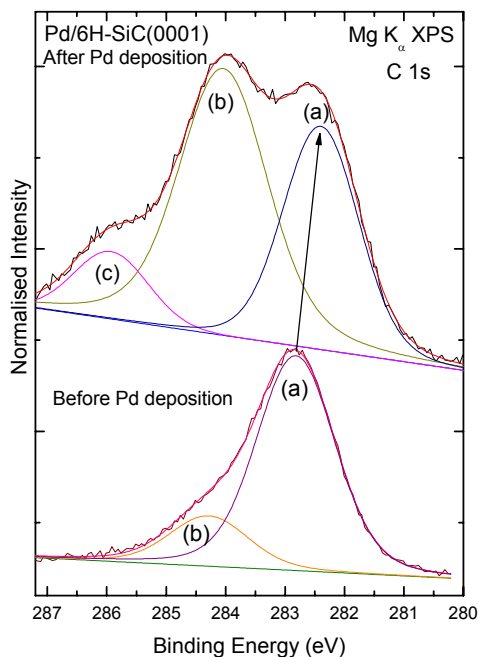 Pd/6H-SiC(0001)
After Pd deposition
Mg Kα XPS
C 1s
(b)
(a)
(c)
Before Pd deposition
(a)
(b)
Normalised Intensity
287 286 285 284 283 282 281 280
Binding Energy (eV)